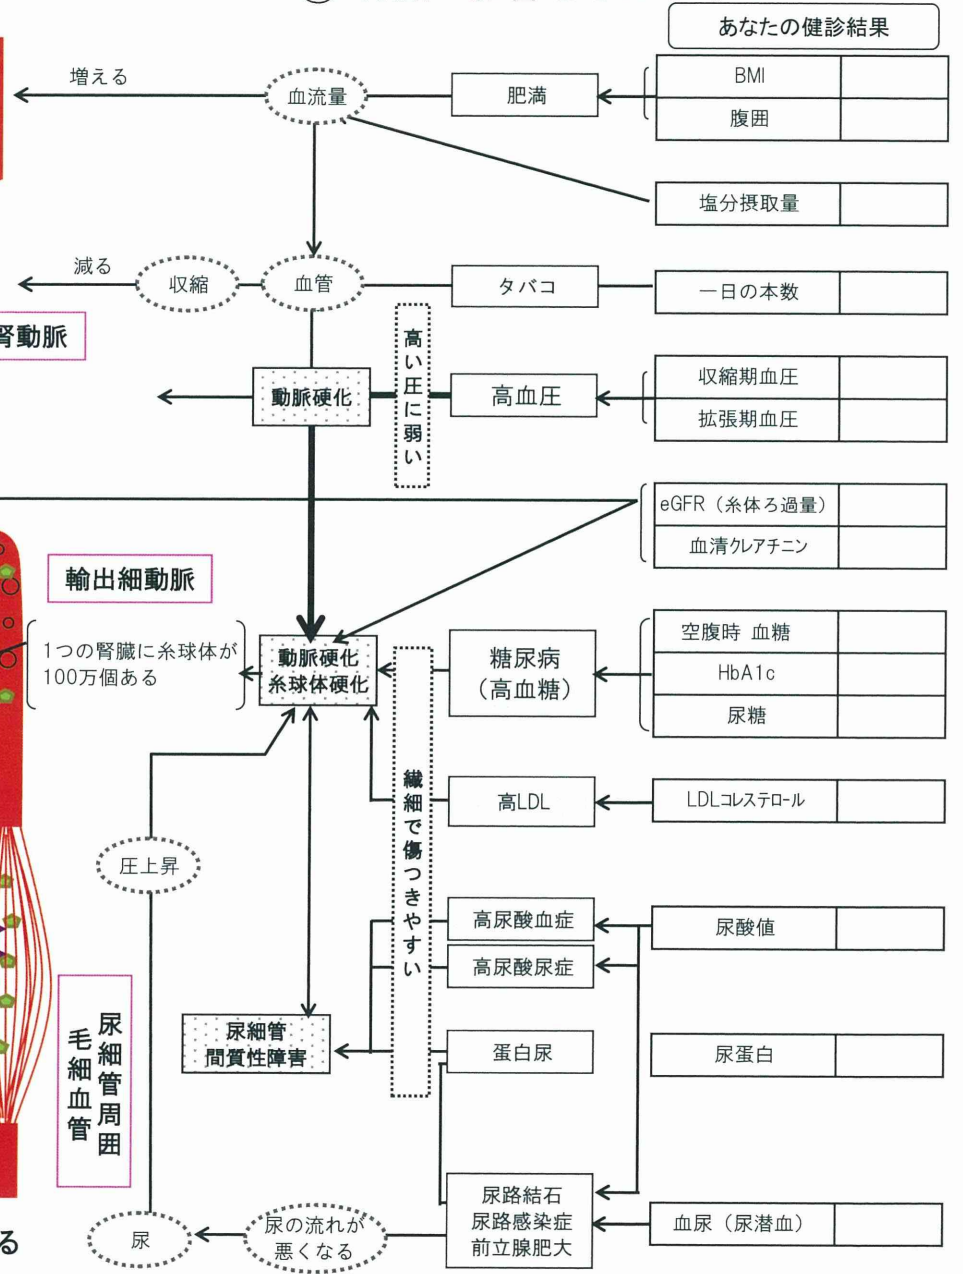 あなたの健診結果
増える
血流量
肥満
BMI
腹囲
塩分摂取量
減る
収縮
血管
タバコ
一日の本数
腎動脈
高い圧に弱い
動脈硬化
高血圧
収縮期血圧
拡張期血圧
eGFR（糸体ろ過量）
血清クレアチニン
輸出細動脈
1つの腎臓に糸球体が
100万個ある
動脈硬化
糸球体硬化
糖尿病
（高血糖）
空腹時 血糖
HbA1c
尿糖
繊細で傷つきやすい
高LDL
LDLコレステロール
圧上昇
高尿酸血症
高尿酸尿症
尿酸値
尿細管
間質性障害
蛋白尿
尿蛋白
尿細管周囲
毛細血管
尿路結石
尿路感染症
前立腺肥大
血尿（尿潜血）
尿の流れが
悪くなる
尿
る